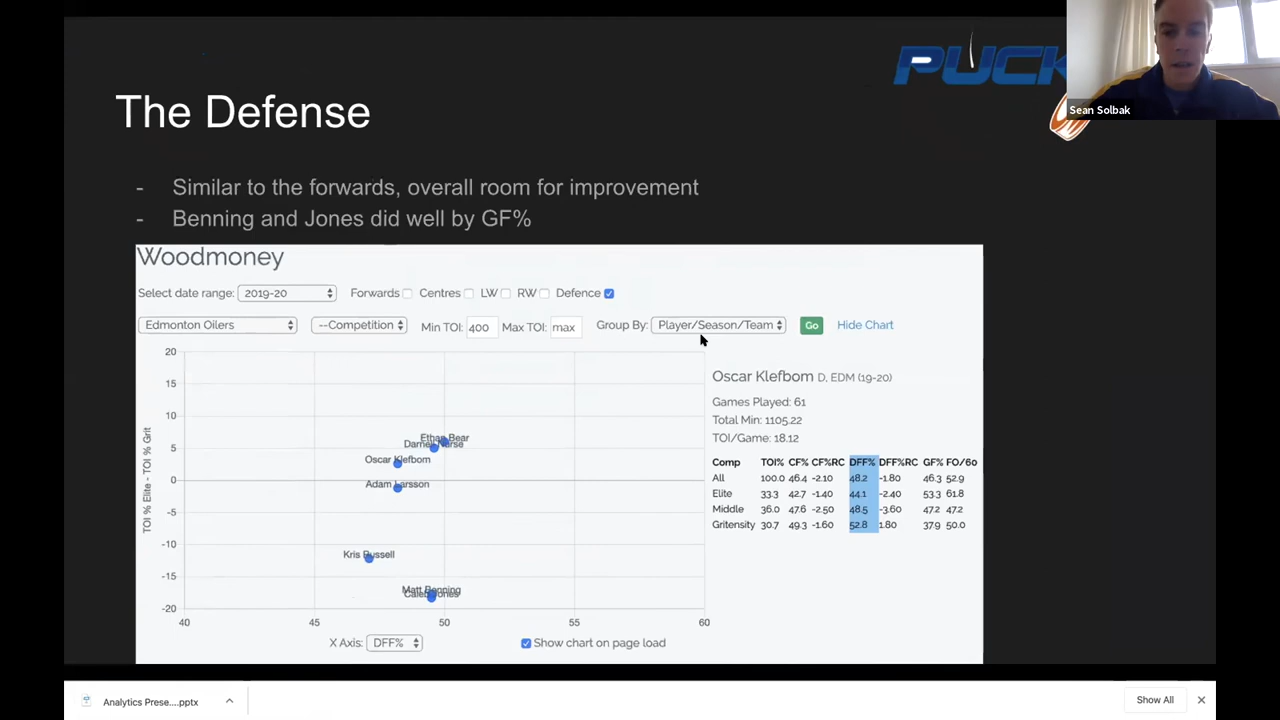 PUCK
Sean Solbak
The Defense
- Similar to the forwards, overall room for improvement
- Benning and Jones did well by GF%
Woodmoney
Select date range: 2019-20 Forwards Centres LW RW Defence
Edmonton Oilers --Competition Min TOI: 400 Max TOI: max Group By: Player/Season/Team Go Hide Chart
20
15
10
5
0
-5
-10
-15
-20
TOI % Elite - TOI % Grit
Ethan Bear
Darnell Nurse
Oscar Klefbom
Adam Larsson
Kris Russell
Matt Benning
Caleb Jones
40 45 50 55 60
X Axis: DFF% Show chart on page load
Oscar Klefbom D, EDM (19-20)
Games Played: 61
Total Min: 1105.22
TOI/Game: 18.12
Comp TOI% CF% CF%RC DFF% DFF%RC GF% FO/60
All 100.0 46.4 -2.10 48.2 -1.80 46.3 52.9
Elite 33.3 42.7 -1.40 44.1 -2.40 53.3 61.8
Middle 36.0 47.6 -2.50 48.5 -3.60 47.2 47.2
Gritensity 30.7 49.3 -1.60 52.8 1.80 37.9 50.0
Analytics Prese....pptx
Show All